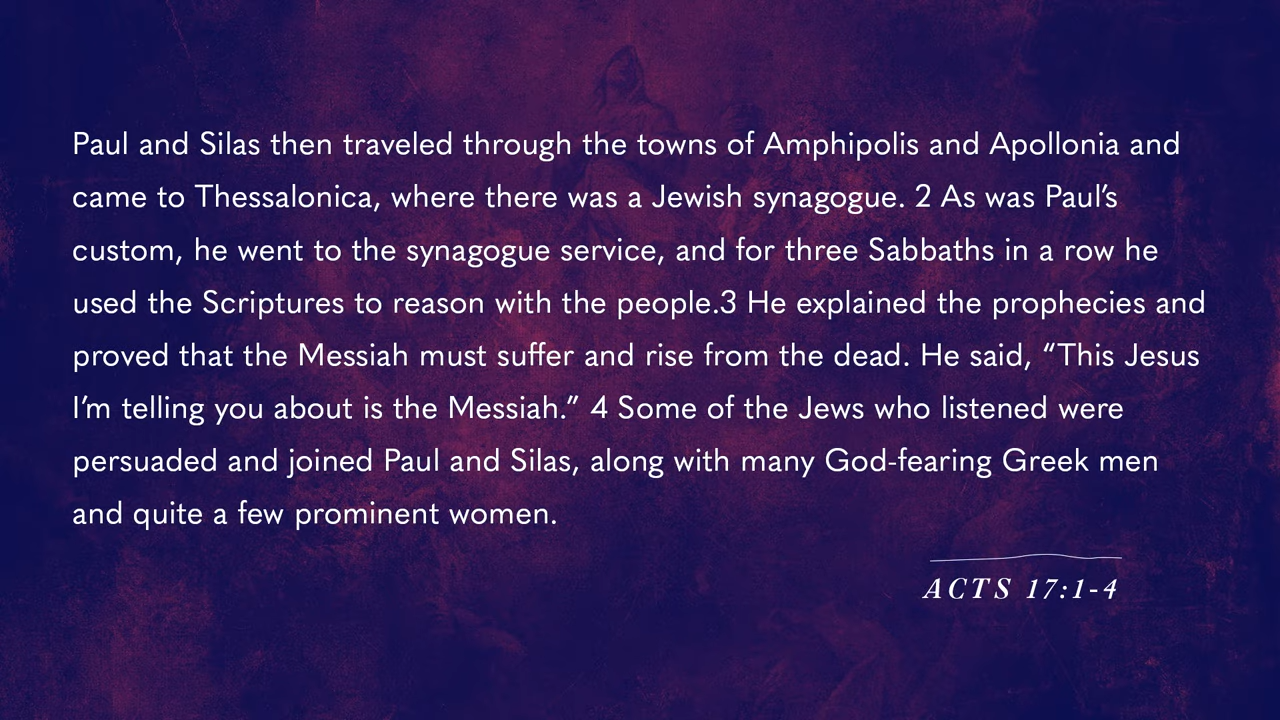 Paul and Silas then traveled through the towns of Amphipolis and Apollonia and
came to Thessalonica, where there was a Jewish synagogue. 2 As was Paul’s
custom, he went to the synagogue service, and for three Sabbaths in a row he
used the Scriptures to reason with the people.3 He explained the prophecies and
proved that the Messiah must suffer and rise from the dead. He said, “This Jesus
I’m telling you about is the Messiah.” 4 Some of the Jews who listened were
persuaded and joined Paul and Silas, along with many God-fearing Greek men
and quite a few prominent women.
ACTS 17:1-4